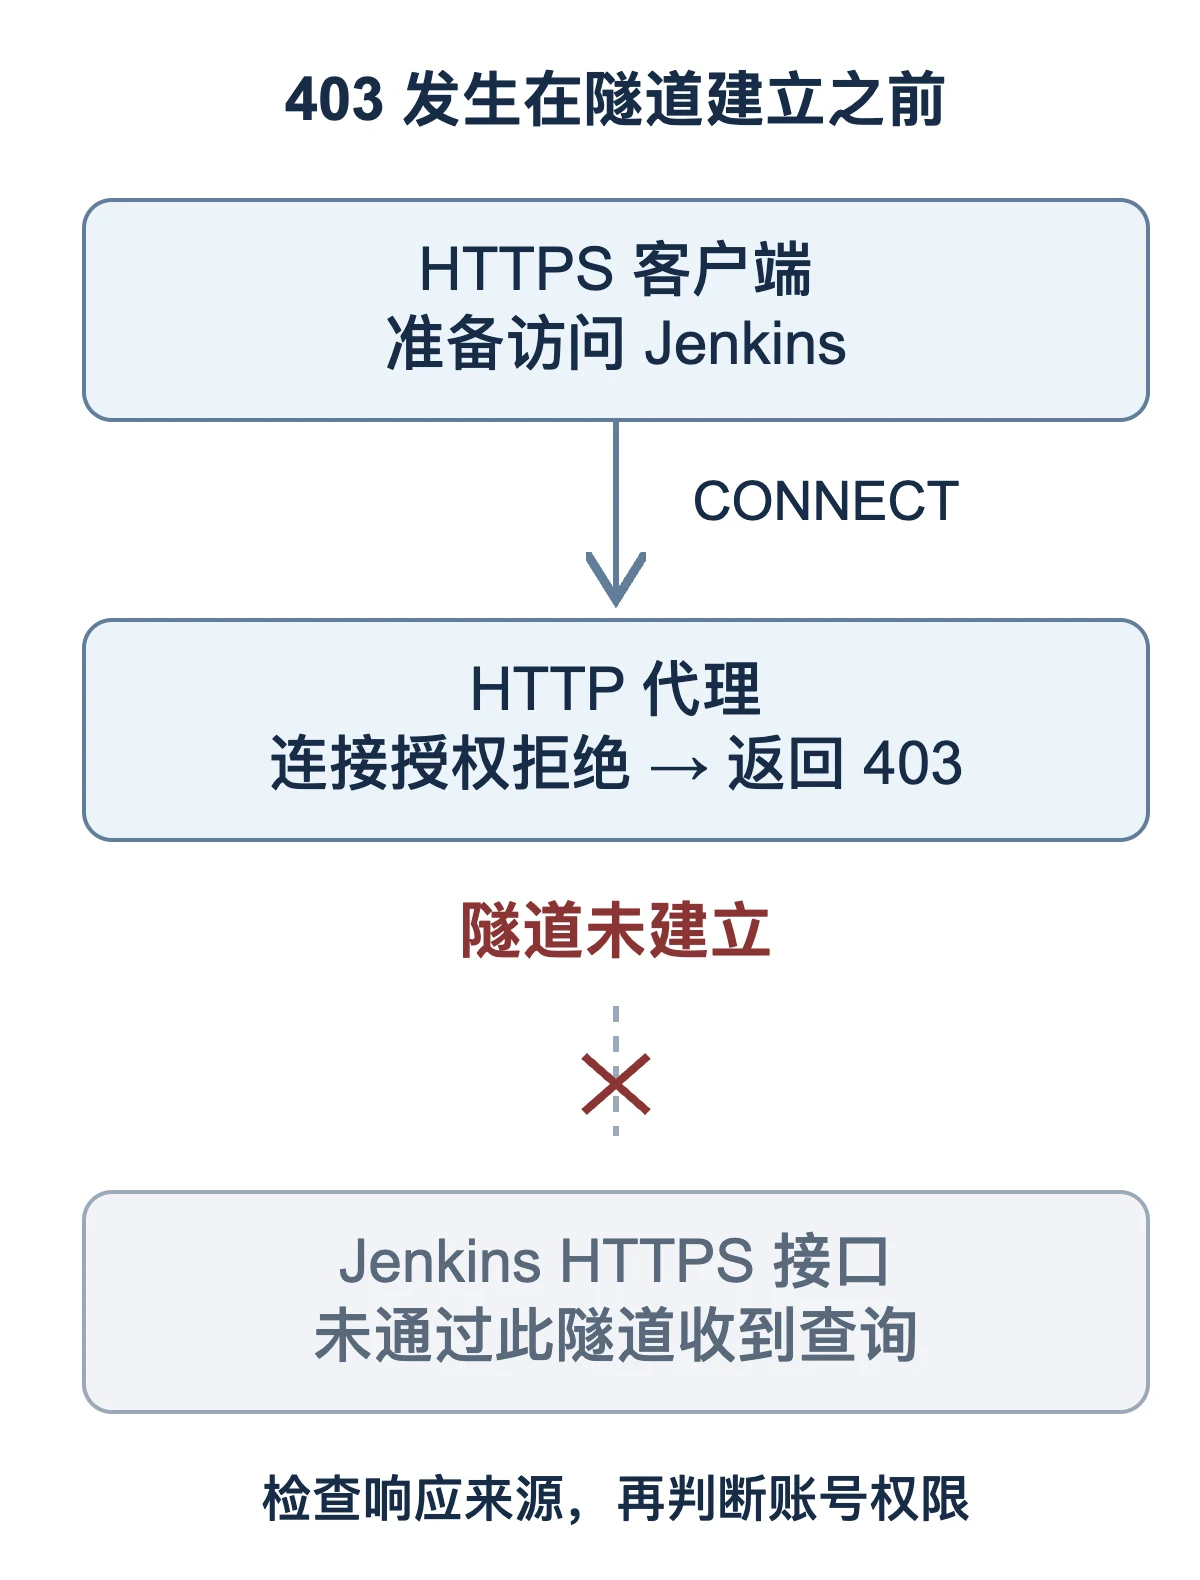 403 发生在隧道建立之前
HTTPS 客户端
准备访问 Jenkins
CONNECT
HTTP 代理
连接授权拒绝 → 返回 403
隧道未建立
Jenkins HTTPS 接口
未通过此隧道收到查询
检查响应来源，再判断账号权限